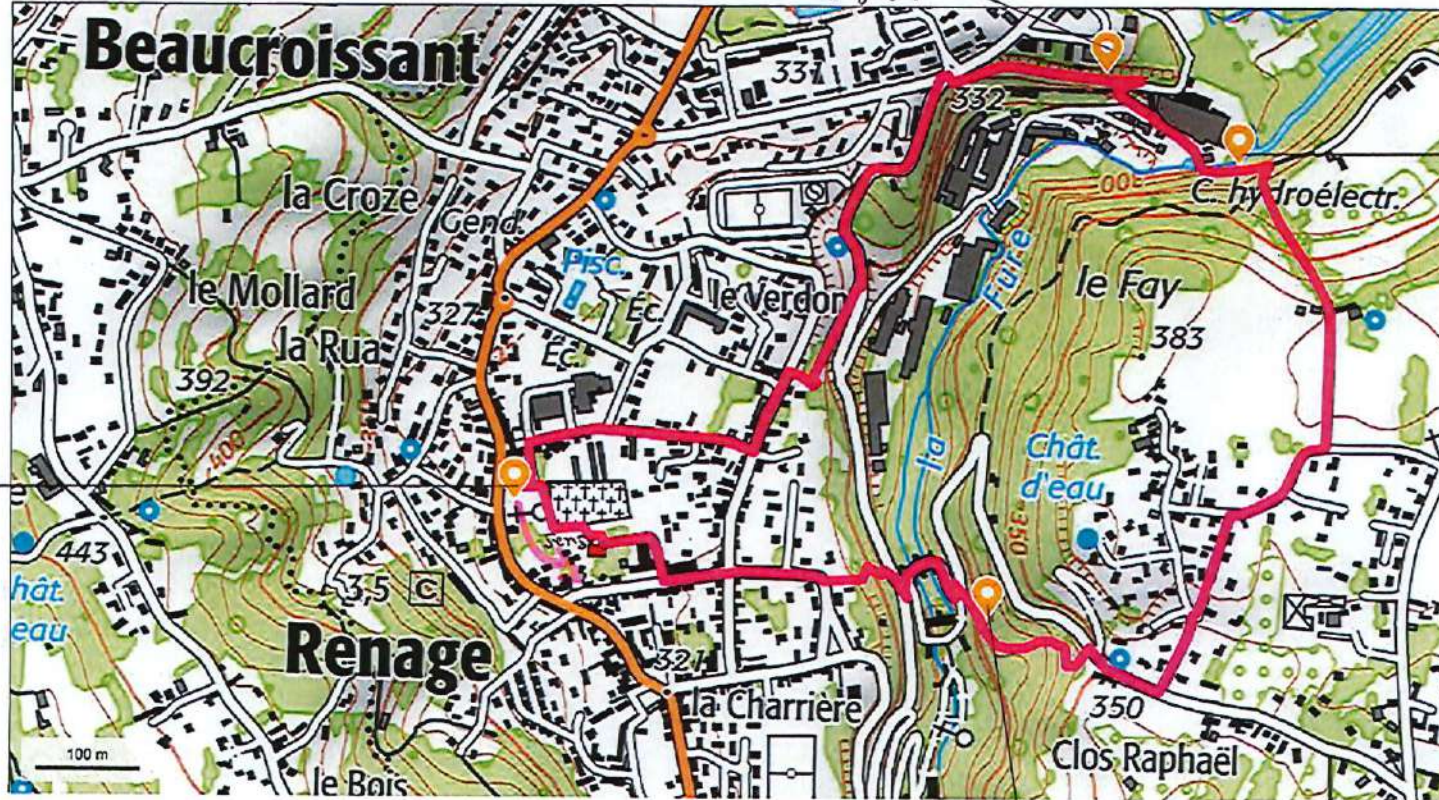 Beaucroissant
337
332
la Croze
Gend.
300
C. hydroélectr.
le Mollard
Pisc.
Éc.
le Verdon
la Fure
le Fay
327
la Rua
Éc.
383
392
400
Chât.
d'eau
350
443
3,5
C
hât.
eau
Renage
321
la Charrière
350
Clos Raphaël
100 m
le Bois